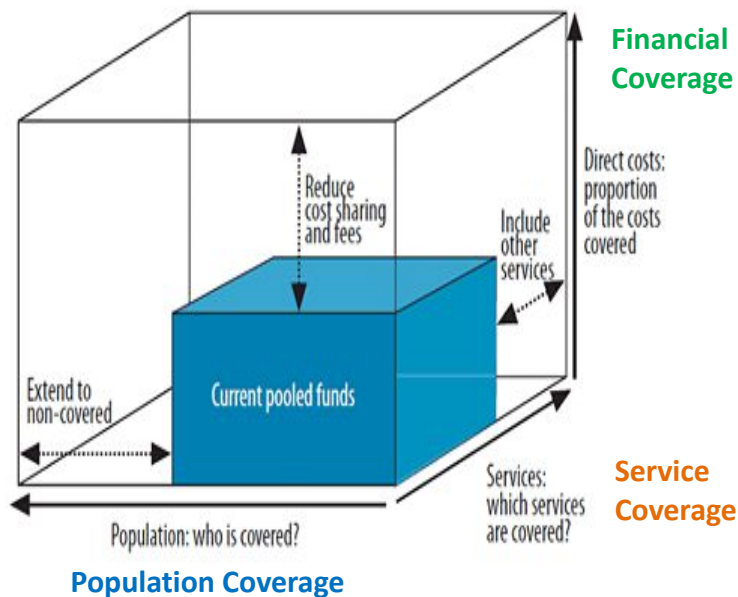 Financial
Coverage
Direct costs:
proportion
of the costs
covered
Reduce
cost sharing
and fees
Include
other
services
Extend to
non-covered
Current pooled funds
Services:
which services
are covered?
Service
Coverage
Population: who is covered?
Population Coverage